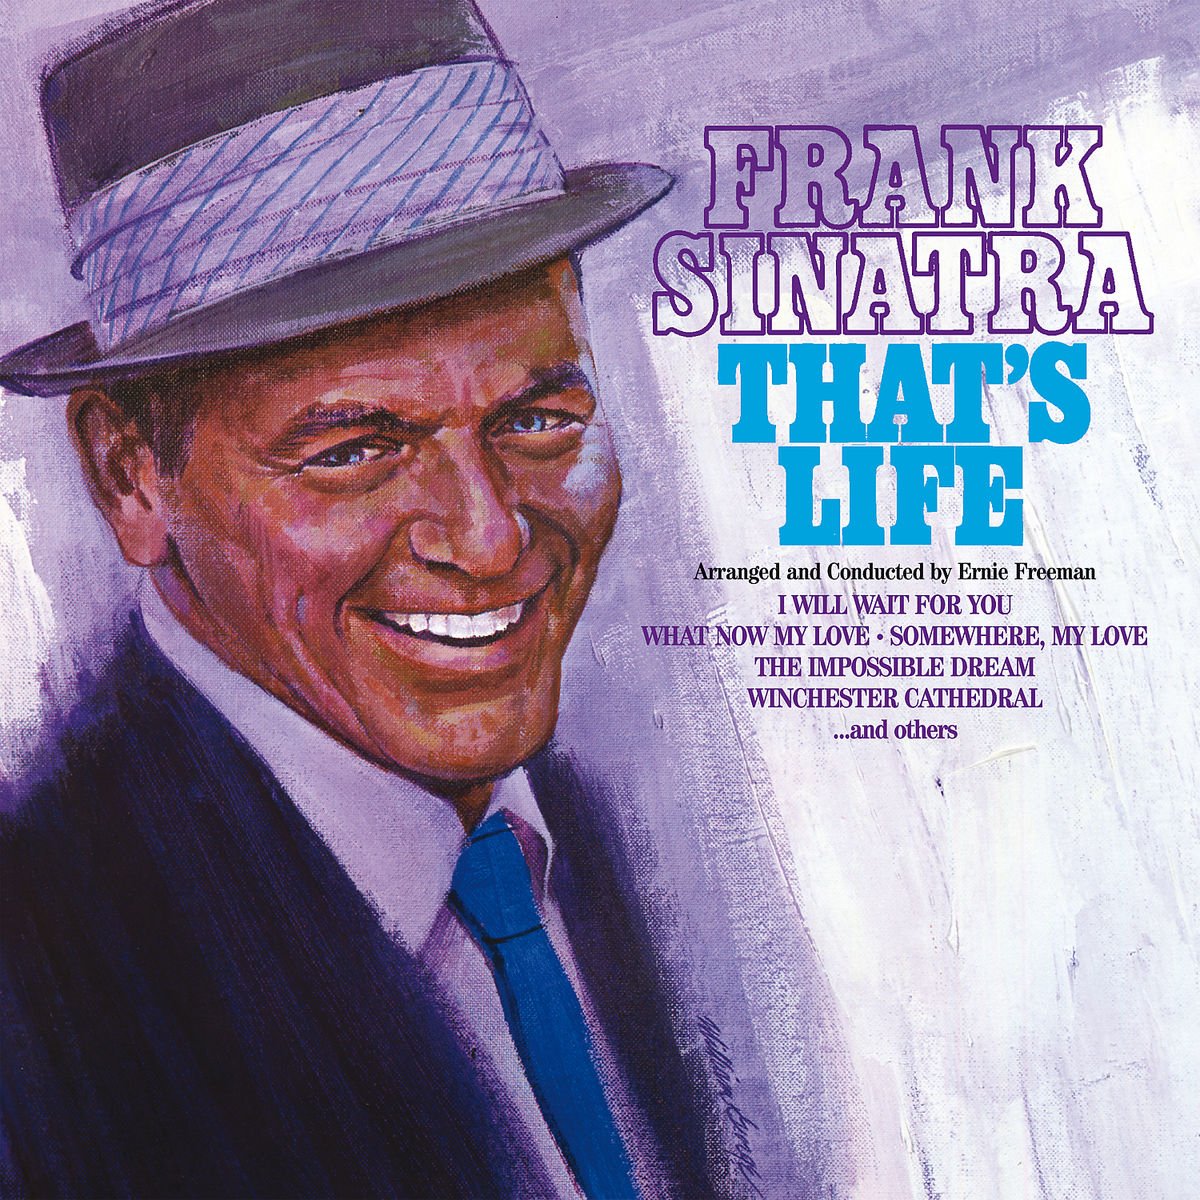 FRANK
SINATRA
THAT'S
LIFE
Arranged and Conducted by Ernie Freeman
I WILL WAIT FOR YOU
WHAT NOW MY LOVE • SOMEWHERE, MY LOVE
THE IMPOSSIBLE DREAM
WINCHESTER CATHEDRAL
...and others